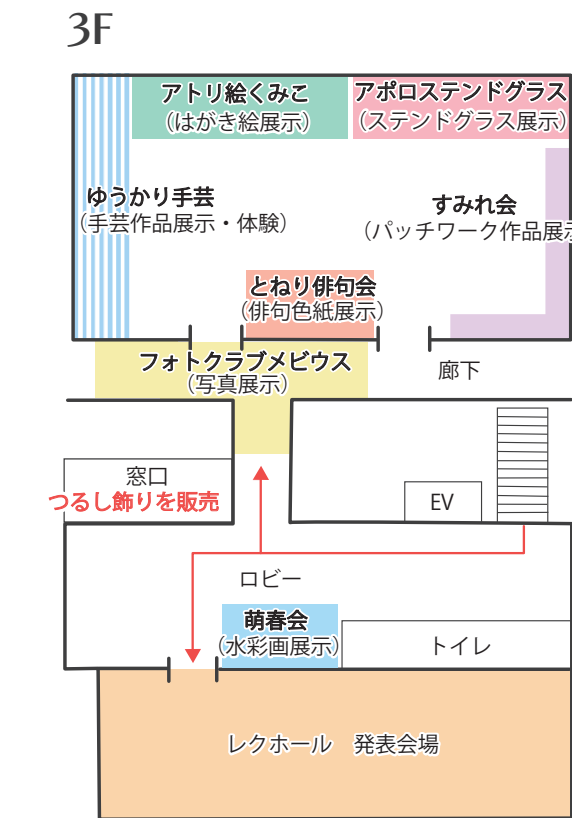 3F
アトリ絵くみこ
（はがき絵展示）
アポロステンドグラス
（ステンドグラス展示）
ゆうかり手芸
（手芸作品展示・体験）
すみれ会
（パッチワーク作品展示
とねり俳句会
（俳句色紙展示）
フォトクラブメビウス
（写真展示）
廊下
窓口
つるし飾りを販売
EV
ロビー
萌春会
（水彩画展示）
トイレ
レクホール　発表会場